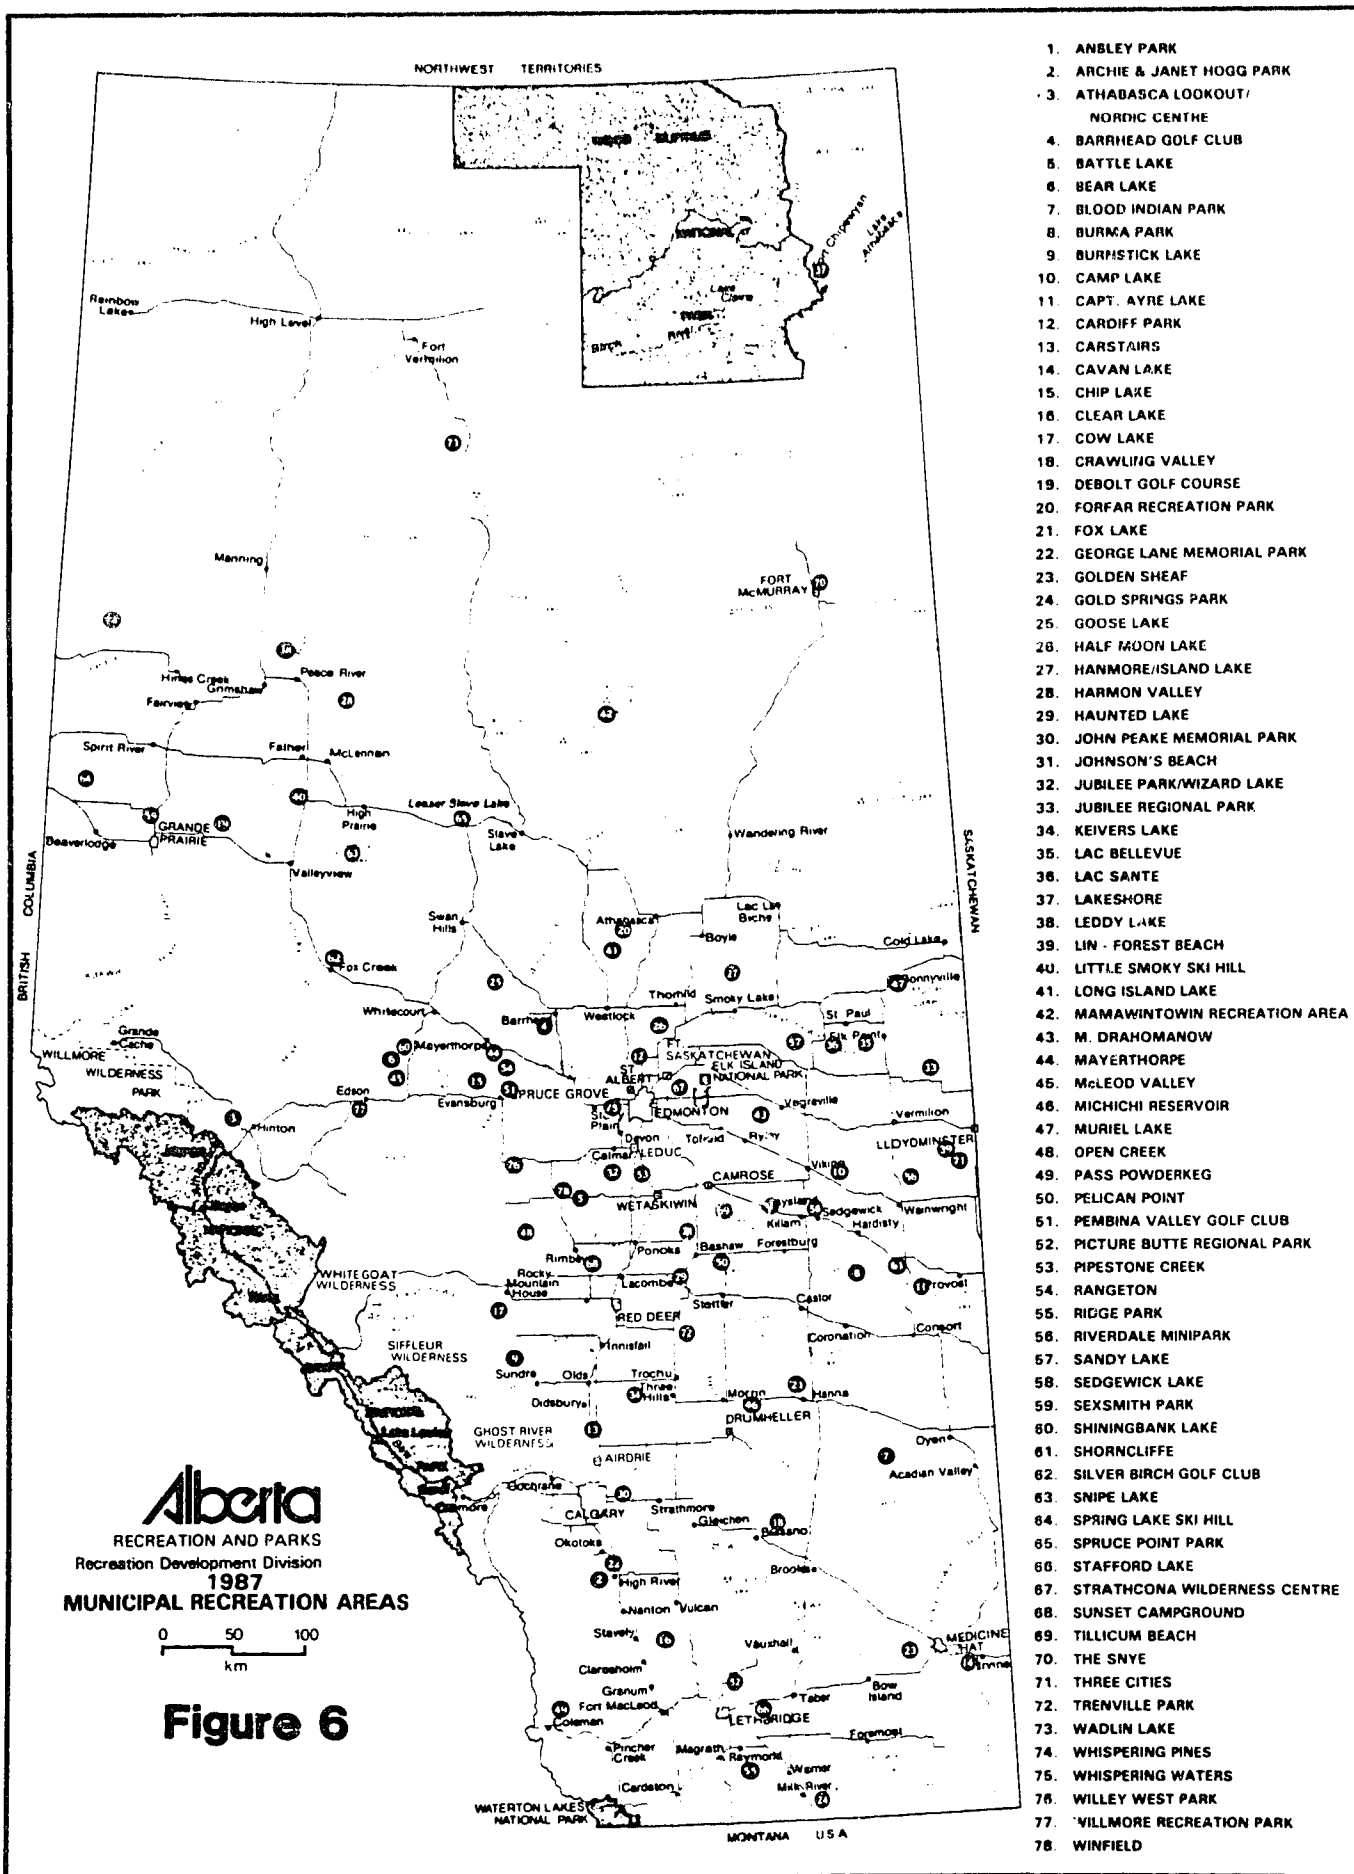 NORTHWEST TERRITORIES
WOOD BUFFALO
NATIONAL
PARK
Lake Claire
Birch
Fort Chipewyan
Lake Athabasca
Rainbow Lake
High Level
Fort Vermilion
Manning
FORT McMURRAY
Hines Creek
Grimshaw
Peace River
Fairview
Spirit River
Falher
McLennan
High Prairie
Lesser Slave Lake
Slave Lake
Wandering River
Beaverlodge
GRANDE PRAIRIE
Valleyview
BRITISH COLUMBIA
SASKATCHEWAN
Swan Hills
Athabasca
Lac La Biche
Boyle
Cold Lake
Fox Creek
Bonnyville
Whitecourt
Barrhead
Westlock
Thorhild
Smoky Lake
St Paul
Elk Point
Grande Cache
WILLMORE WILDERNESS PARK
Mayerthorpe
FT SASKATCHEWAN
ST ALBERT
ELK ISLAND NATIONAL PARK
Edson
Evansburg
SPRUCE GROVE
EDMONTON
Vegreville
Vermilion
Hinton
Plain
Devon
Tofield
Ryley
LLOYDMINSTER
Calmar
LEDUC
Viking
CAMROSE
WETASKIWIN
Killam
Sedgewick
Hardisty
Wainwright
Rimbey
Ponoka
Bashaw
Forestburg
WHITEGOAT WILDERNESS
Rocky Mountain House
Lacombe
Stettler
Castor
Provost
RED DEER
Coronation
Consort
SIFFLEUR WILDERNESS
Innisfail
Sundre
Olds
Trochu
Three Hills
Morrin
Hanna
Didsbury
DRUMHELLER
GHOST RIVER WILDERNESS
AIRDRIE
Oyen
Acadian Valley
Lake Louise
Canmore
Cochrane
CALGARY
Strathmore
Gleichen
Bassano
Okotoks
High River
Brooks
Nanton
Vulcan
Stavely
Vauxhall
MEDICINE HAT
Irvine
Claresholm
Granum
Fort MacLeod
Taber
Bow Island
Coleman
LETHBRIDGE
Foremost
Pincher Creek
Magrath
Raymond
Warner
Cardston
Milk River
WATERTON LAKES NATIONAL PARK
MONTANA USA
Alberta
RECREATION AND PARKS
Recreation Development Division
1987
MUNICIPAL RECREATION AREAS
0 50 100
km
Figure 6
1. ANSLEY PARK
2. ARCHIE & JANET HOGG PARK
3. ATHABASCA LOOKOUT/
NORDIC CENTRE
4. BARRHEAD GOLF CLUB
5. BATTLE LAKE
6. BEAR LAKE
7. BLOOD INDIAN PARK
8. BURMA PARK
9. BURNSTICK LAKE
10. CAMP LAKE
11. CAPT. AYRE LAKE
12. CARDIFF PARK
13. CARSTAIRS
14. CAVAN LAKE
15. CHIP LAKE
16. CLEAR LAKE
17. COW LAKE
18. CRAWLING VALLEY
19. DEBOLT GOLF COURSE
20. FORFAR RECREATION PARK
21. FOX LAKE
22. GEORGE LANE MEMORIAL PARK
23. GOLDEN SHEAF
24. GOLD SPRINGS PARK
25. GOOSE LAKE
26. HALF MOON LAKE
27. HANMORE/ISLAND LAKE
28. HARMON VALLEY
29. HAUNTED LAKE
30. JOHN PEAKE MEMORIAL PARK
31. JOHNSON'S BEACH
32. JUBILEE PARK/WIZARD LAKE
33. JUBILEE REGIONAL PARK
34. KEIVERS LAKE
35. LAC BELLEVUE
36. LAC SANTE
37. LAKESHORE
38. LEDDY LAKE
39. LIN - FOREST BEACH
40. LITTLE SMOKY SKI HILL
41. LONG ISLAND LAKE
42. MAMAWINTOWIN RECREATION AREA
43. M. DRAHOMANOW
44. MAYERTHORPE
45. McLEOD VALLEY
46. MICHICHI RESERVOIR
47. MURIEL LAKE
48. OPEN CREEK
49. PASS POWDERKEG
50. PELICAN POINT
51. PEMBINA VALLEY GOLF CLUB
52. PICTURE BUTTE REGIONAL PARK
53. PIPESTONE CREEK
54. RANGETON
55. RIDGE PARK
56. RIVERDALE MINIPARK
57. SANDY LAKE
58. SEDGEWICK LAKE
59. SEXSMITH PARK
60. SHININGBANK LAKE
61. SHORNCLIFFE
62. SILVER BIRCH GOLF CLUB
63. SNIPE LAKE
64. SPRING LAKE SKI HILL
65. SPRUCE POINT PARK
66. STAFFORD LAKE
67. STRATHCONA WILDERNESS CENTRE
68. SUNSET CAMPGROUND
69. TILLICUM BEACH
70. THE SNYE
71. THREE CITIES
72. TRENVILLE PARK
73. WADLIN LAKE
74. WHISPERING PINES
75. WHISPERING WATERS
76. WILLEY WEST PARK
77. WILLMORE RECREATION PARK
78. WINFIELD